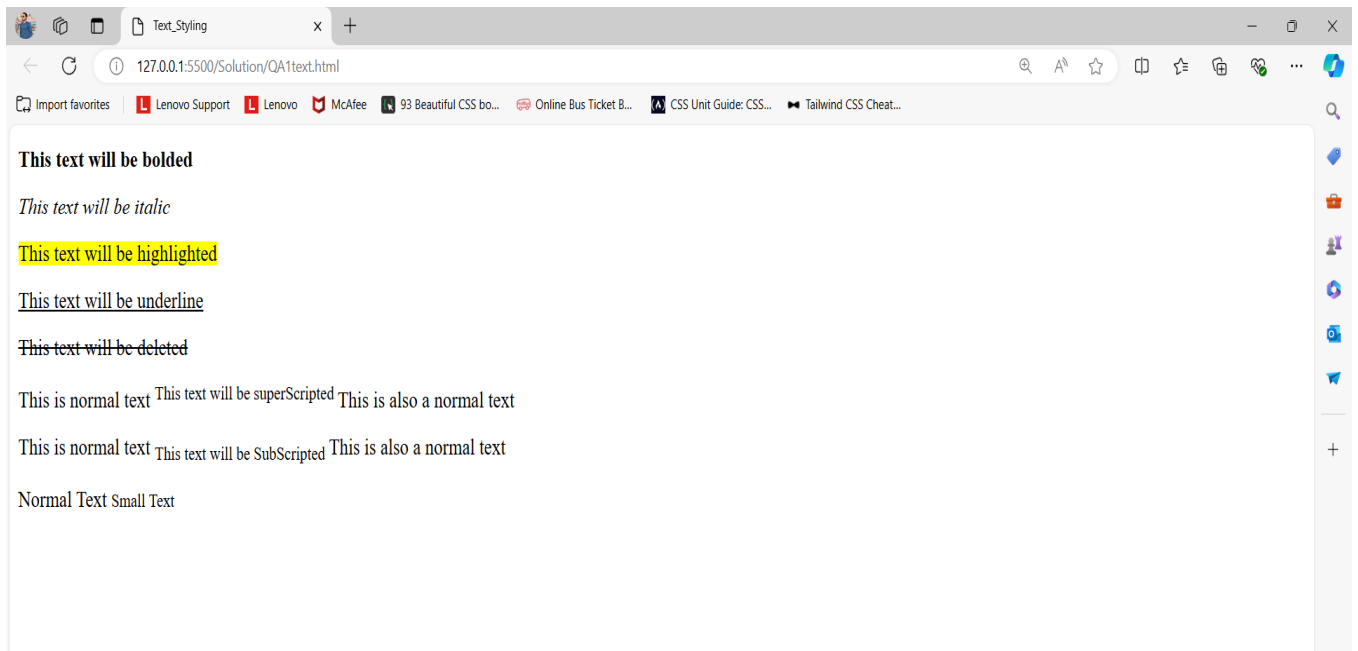 Text_Styling
127.0.0.1:5500/Solution/QA1text.html
Import favorites Lenovo Support Lenovo McAfee 93 Beautiful CSS bo... Online Bus Ticket B... CSS Unit Guide: CSS... Tailwind CSS Cheat...
This text will be bolded
This text will be italic
This text will be highlighted
This text will be underline
This text will be deleted
This is normal text This text will be superScripted This is also a normal text
This is normal text This text will be SubScripted This is also a normal text
Normal Text Small Text